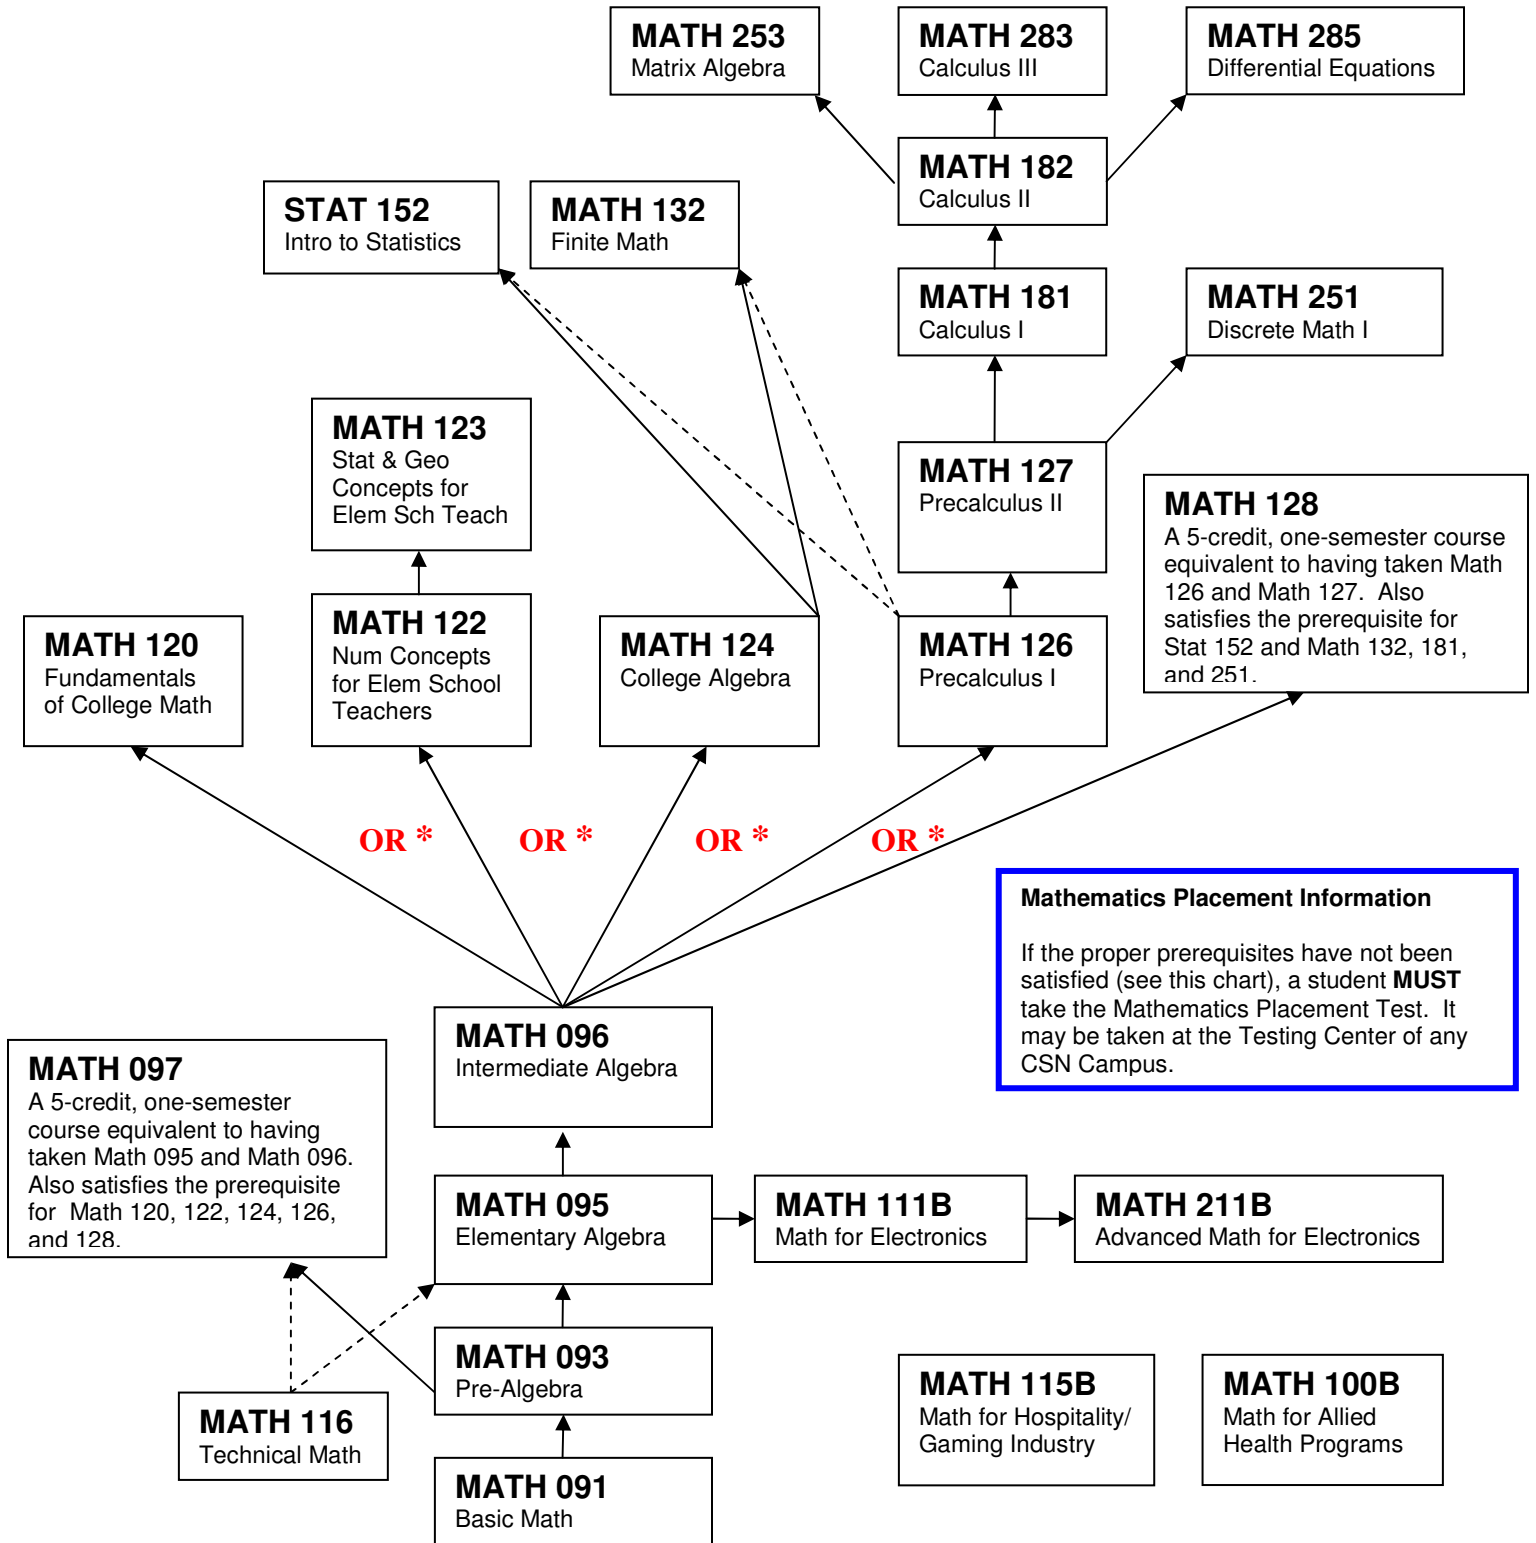 MATH 253
Matrix Algebra
MATH 283
Calculus III
MATH 285
Differential Equations
MATH 182
Calculus II
STAT 152
Intro to Statistics
MATH 132
Finite Math
MATH 181
Calculus I
MATH 251
Discrete Math I
MATH 123
Stat & Geo
Concepts for
Elem Sch Teach
MATH 127
Precalculus II
MATH 128
A 5-credit, one-semester course
equivalent to having taken Math
126 and Math 127. Also
satisfies the prerequisite for
Stat 152 and Math 132, 181,
and 251.
MATH 120
Fundamentals
of College Math
MATH 122
Num Concepts
for Elem School
Teachers
MATH 124
College Algebra
MATH 126
Precalculus I
OR *
OR *
OR *
OR *
Mathematics Placement Information
If the proper prerequisites have not been
satisfied (see this chart), a student MUST
take the Mathematics Placement Test. It
may be taken at the Testing Center of any
CSN Campus.
MATH 096
Intermediate Algebra
MATH 097
A 5-credit, one-semester
course equivalent to having
taken Math 095 and Math 096.
Also satisfies the prerequisite
for Math 120, 122, 124, 126,
and 128.
MATH 095
Elementary Algebra
MATH 111B
Math for Electronics
MATH 211B
Advanced Math for Electronics
MATH 093
Pre-Algebra
MATH 116
Technical Math
MATH 115B
Math for Hospitality/
Gaming Industry
MATH 100B
Math for Allied
Health Programs
MATH 091
Basic Math